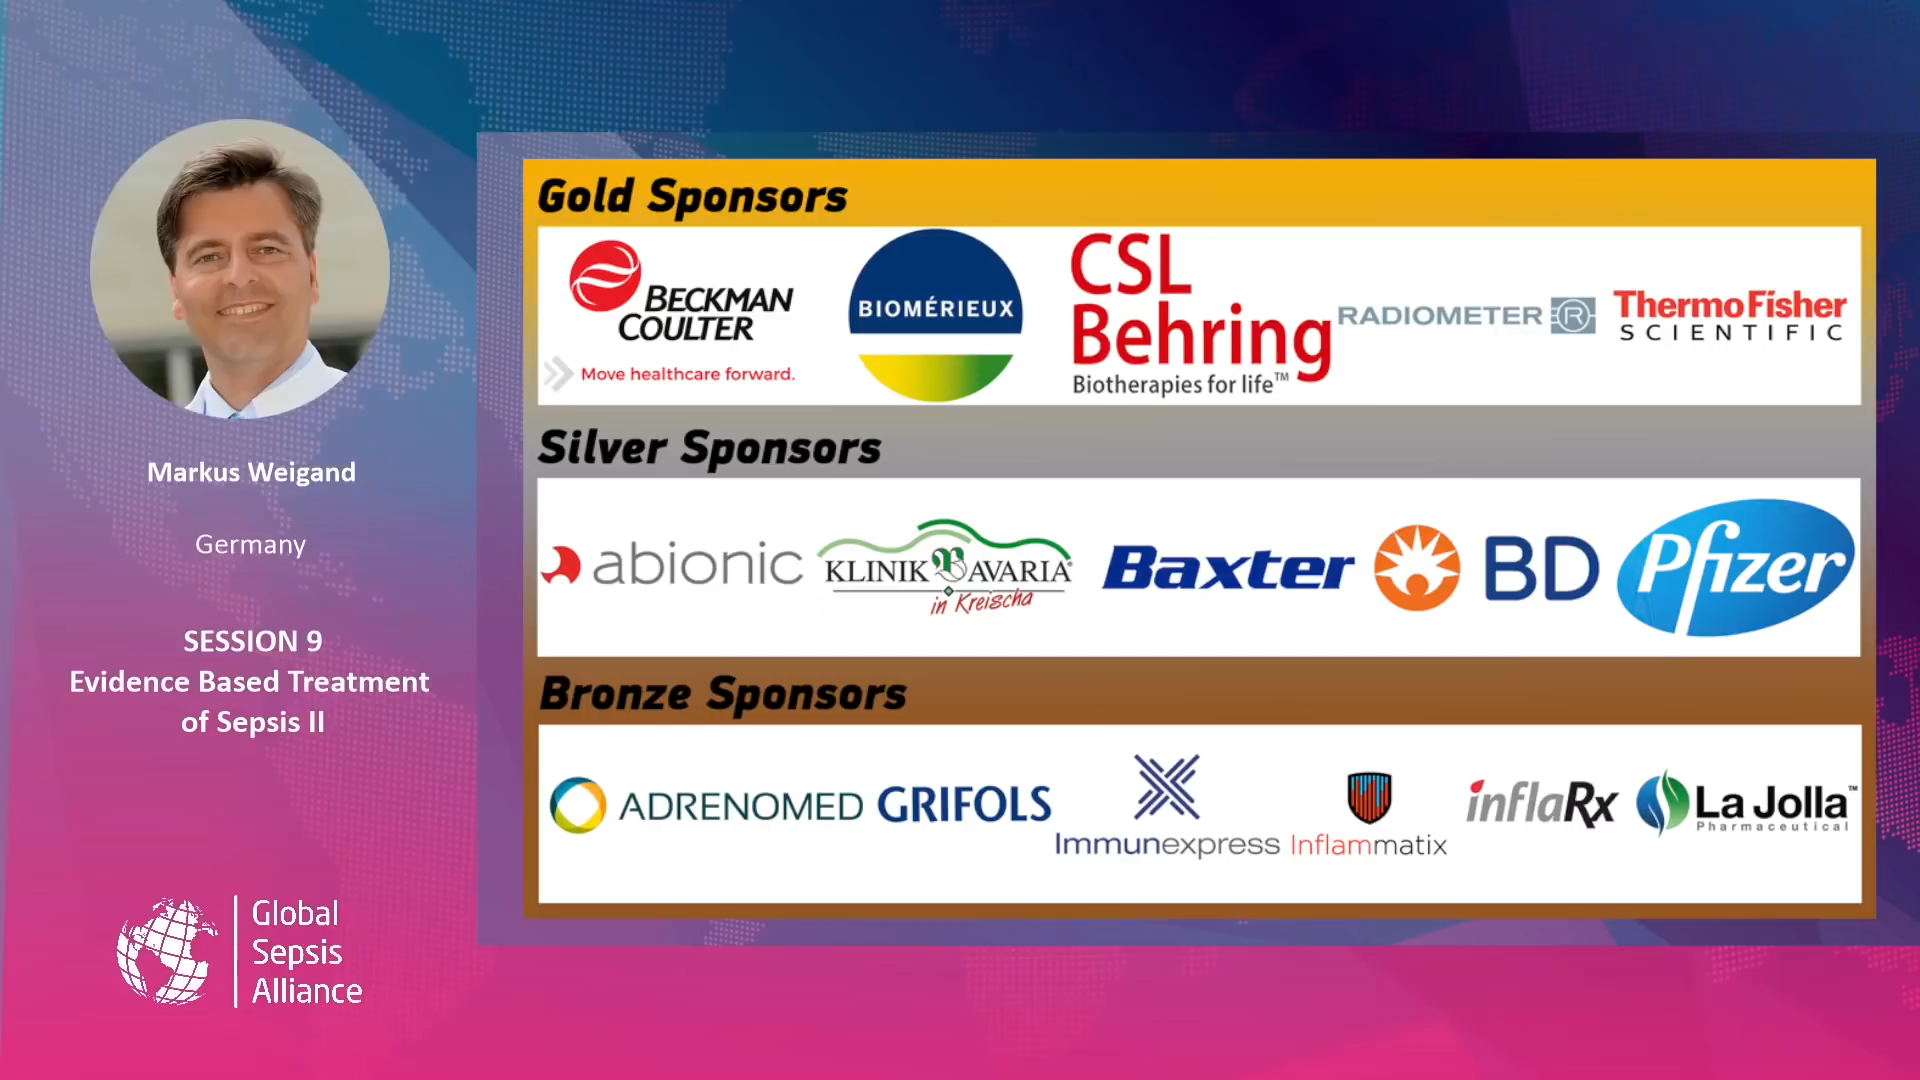 Markus Weigand
Germany
SESSION 9
Evidence Based Treatment
of Sepsis II
Global
Sepsis
Alliance
Gold Sponsors
BECKMAN
COULTER
Move healthcare forward.
BIOMÉRIEUX
CSL
Behring
Biotherapies for life™
RADIOMETER R
ThermoFisher
SCIENTIFIC
Silver Sponsors
abionic
KLINIK BAVARIA®
in Kreischa
Baxter
BD
Pfizer
Bronze Sponsors
ADRENOMED
GRIFOLS
Immunexpress
Inflammatix
inflaRx
La Jolla™
Pharmaceutical